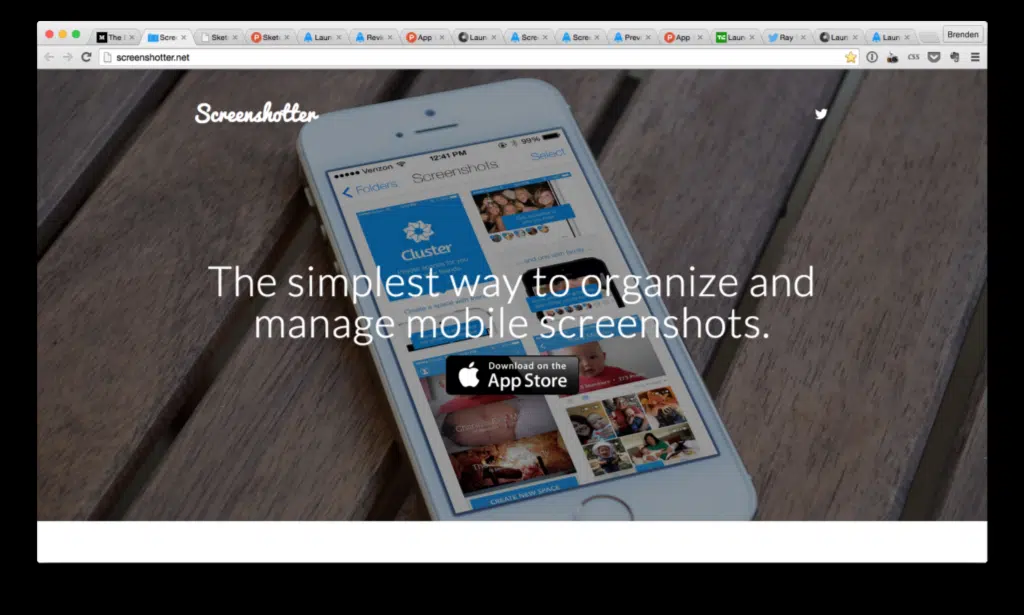 The
Scree
Sket
Sket
Laun
Revie
App
Laun
Scre
Scre
Prev
App
Laun
Ray
Laun
Laun
Brenden
screenshotter.net
CSS
Screenshotter
Verizon 12:41 PM 99%
Folders Screenshots Select
Cluster
The simplest way to organize and
manage mobile screenshots.
Download on the
App Store
CREATE NEW SPACE